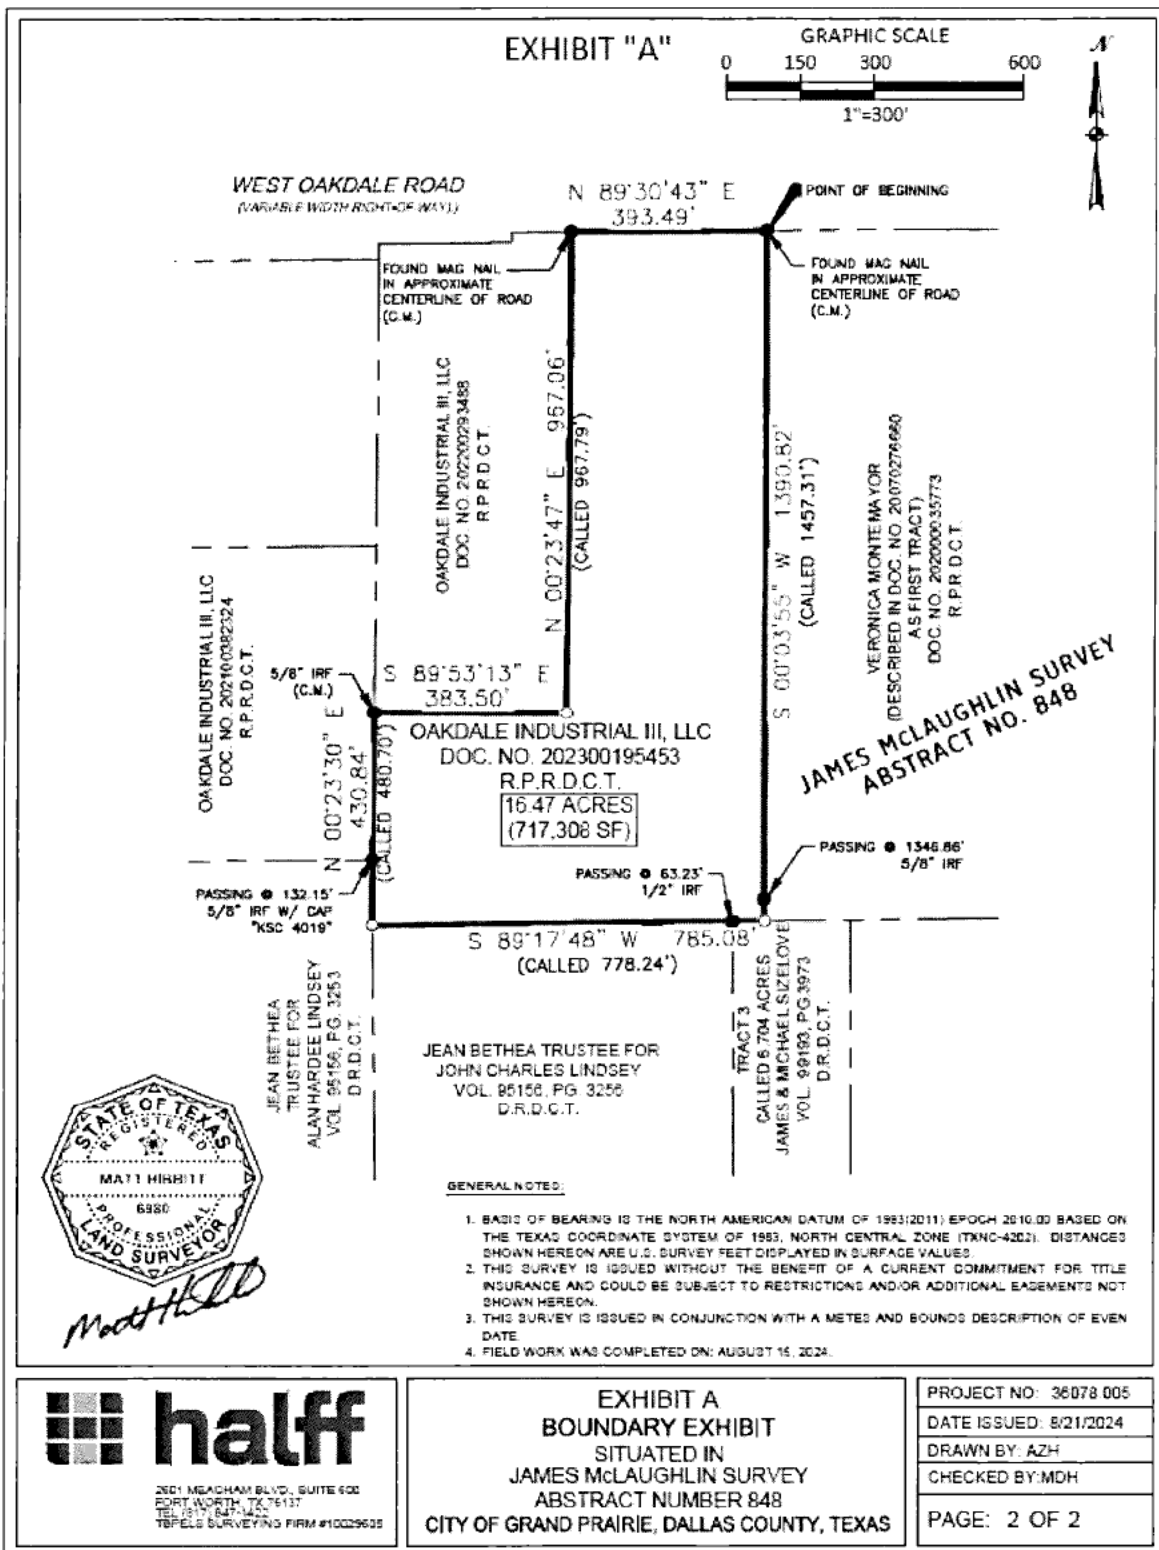 EXHIBIT "A"
GRAPHIC SCALE
0 150 300 600
1"=300'
N
WEST OAKDALE ROAD
(VARIABLE WIDTH RIGHT-OF-WAY)
N 89°30'43" E
393.49'
POINT OF BEGINNING
FOUND MAG NAIL
IN APPROXIMATE
CENTERLINE OF ROAD
(C.M.)
FOUND MAG NAIL
IN APPROXIMATE
CENTERLINE OF ROAD
(C.M.)
OAKDALE INDUSTRIAL III, LLC
DOC. NO. 202200293488
R.P.R.D.C.T.
N 00°23'47" E 967.06'
(CALLED 967.79')
S 00°03'55" W 1390.82'
(CALLED 1457.31')
VERONICA MONTEMAYOR
(DESCRIBED IN DOC. NO. 20070276660
AS FIRST TRACT)
DOC. NO. 202000035773
R.P.R.D.C.T.
JAMES MCLAUGHLIN SURVEY
ABSTRACT NO. 848
OAKDALE INDUSTRIAL III, LLC
DOC. NO. 202100382324
R.P.R.D.C.T.
5/8" IRF
(C.M.)
S 89°53'13" E
383.50'
N 00°23'30" E
430.84'
(CALLED 480.70')
OAKDALE INDUSTRIAL III, LLC
DOC. NO. 202300195453
R.P.R.D.C.T.
16.47 ACRES
(717,308 SF)
PASSING @ 1346.86'
5/8" IRF
PASSING @ 63.23'
1/2" IRF
PASSING @ 132.15'
5/8" IRF W/ CAP
"KSC 4019"
S 89°17'48" W 785.08'
(CALLED 778.24')
JEAN BETHEA
TRUSTEE FOR
ALAN HARDEE LINDSEY
VOL. 95156, PG. 3253
D.R.D.C.T.
JEAN BETHEA TRUSTEE FOR
JOHN CHARLES LINDSEY
VOL. 95156, PG. 3256
D.R.D.C.T.
TRACT 3
CALLED 6.704 ACRES
JAMES & MICHAEL SIZELOVE
VOL. 99193, PG.3973
D.R.D.C.T.
STATE OF TEXAS
REGISTERED
MATT HIBBITT
6980
PROFESSIONAL
LAND SURVEYOR
GENERAL NOTES:
1. BASIS OF BEARING IS THE NORTH AMERICAN DATUM OF 1983(2011) EPOCH 2010.00 BASED ON
THE TEXAS COORDINATE SYSTEM OF 1983, NORTH CENTRAL ZONE (TXNC-4202). DISTANCES
SHOWN HEREON ARE U.S. SURVEY FEET DISPLAYED IN SURFACE VALUES.
2. THIS SURVEY IS ISSUED WITHOUT THE BENEFIT OF A CURRENT COMMITMENT FOR TITLE
INSURANCE AND COULD BE SUBJECT TO RESTRICTIONS AND/OR ADDITIONAL EASEMENTS NOT
SHOWN HEREON.
3. THIS SURVEY IS ISSUED IN CONJUNCTION WITH A METES AND BOUNDS DESCRIPTION OF EVEN
DATE.
4. FIELD WORK WAS COMPLETED ON: AUGUST 15, 2024.
halff
2601 MEACHAM BLVD., SUITE 600
FORT WORTH, TX 76137
TEL (817) 847-1422
TBPELS SURVEYING FIRM #10029605
EXHIBIT A
BOUNDARY EXHIBIT
SITUATED IN
JAMES McLAUGHLIN SURVEY
ABSTRACT NUMBER 848
CITY OF GRAND PRAIRIE, DALLAS COUNTY, TEXAS
PROJECT NO: 36078.005
DATE ISSUED: 8/21/2024
DRAWN BY: AZH
CHECKED BY:MDH
PAGE: 2 OF 2